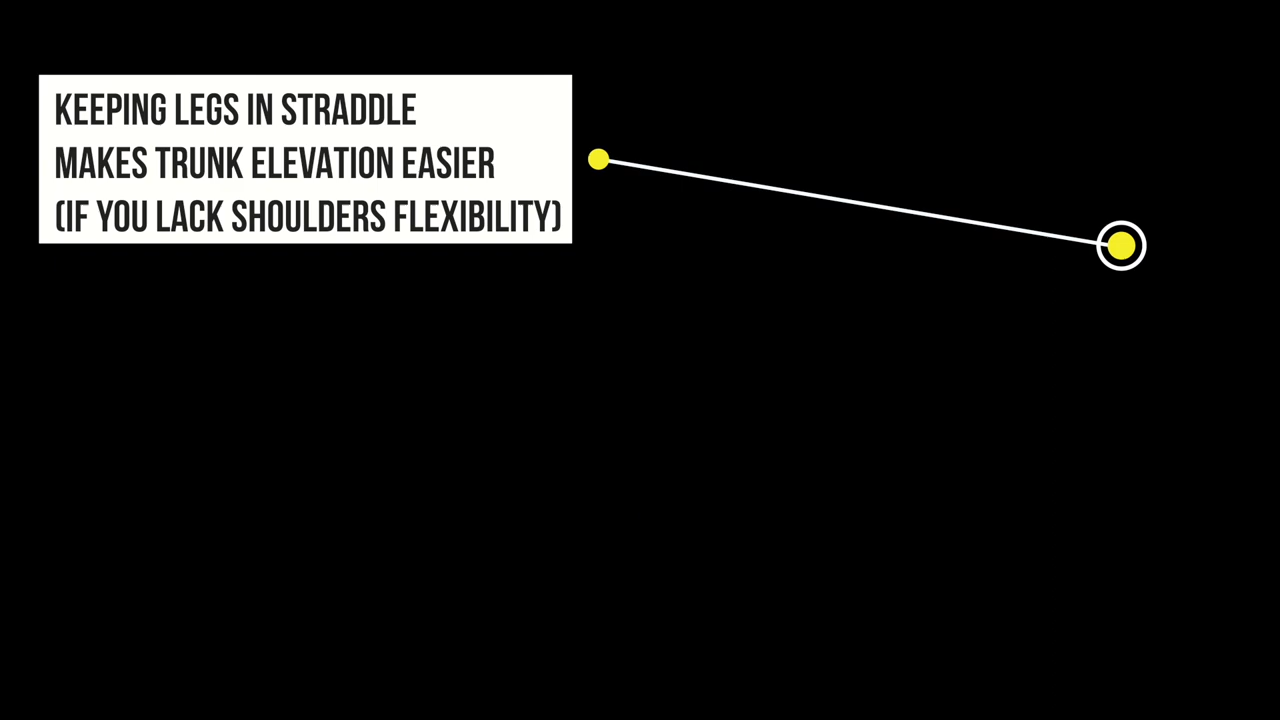 KEEPING LEGS IN STRADDLE
MAKES TRUNK ELEVATION EASIER
(IF YOU LACK SHOULDERS FLEXIBILITY)